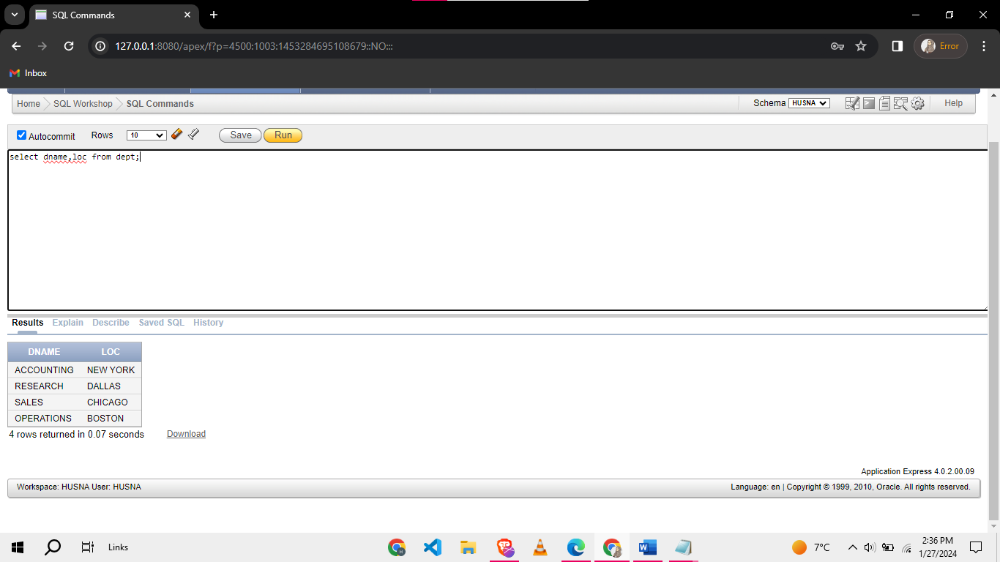 SQL Commands
127.0.0.1:8080/apex/f?p=4500:1003:1453284695108679::NO:::
Error
Inbox
Home SQL Workshop SQL Commands Schema HUSNA Help
Autocommit Rows 10 Save Run
select dname,loc from dept;
Results Explain Describe Saved SQL History
DNAME LOC
ACCOUNTING NEW YORK
RESEARCH DALLAS
SALES CHICAGO
OPERATIONS BOSTON
4 rows returned in 0.07 seconds Download
Application Express 4.0.2.00.09
Workspace: HUSNA User: HUSNA Language: en | Copyright © 1999, 2010, Oracle. All rights reserved.
Links 7°C 2:36 PM
1/27/2024